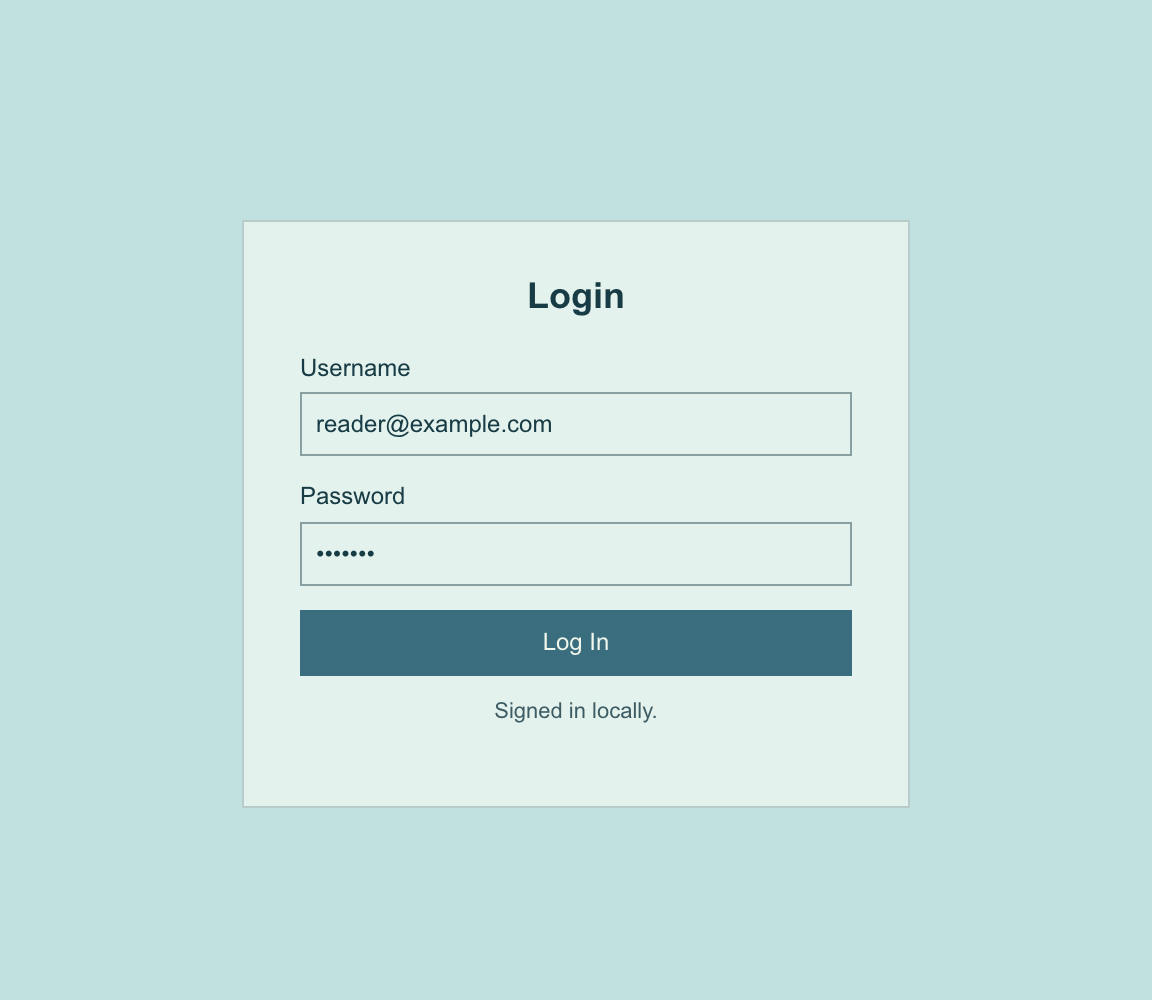 Login
Username
reader@example.com
Password
•••••••
Log In
Signed in locally.